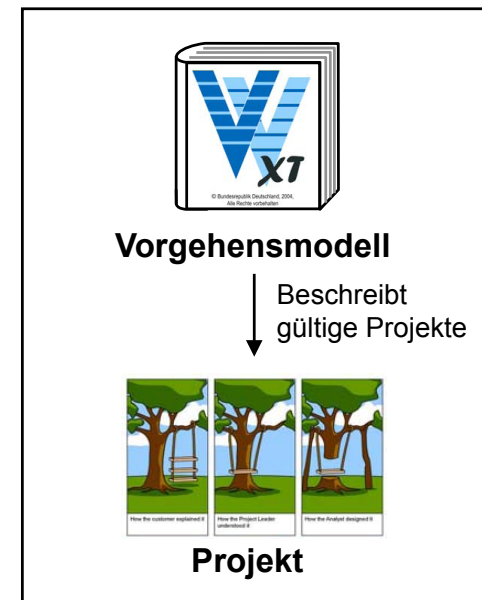 XT
© Bundesrepublik Deutschland, 2004,
Alle Rechte vorbehalten
Vorgehensmodell
Beschreibt
gültige Projekte
How the customer explained it
How the Project Leader
understood it
How the Analyst designed it
Projekt